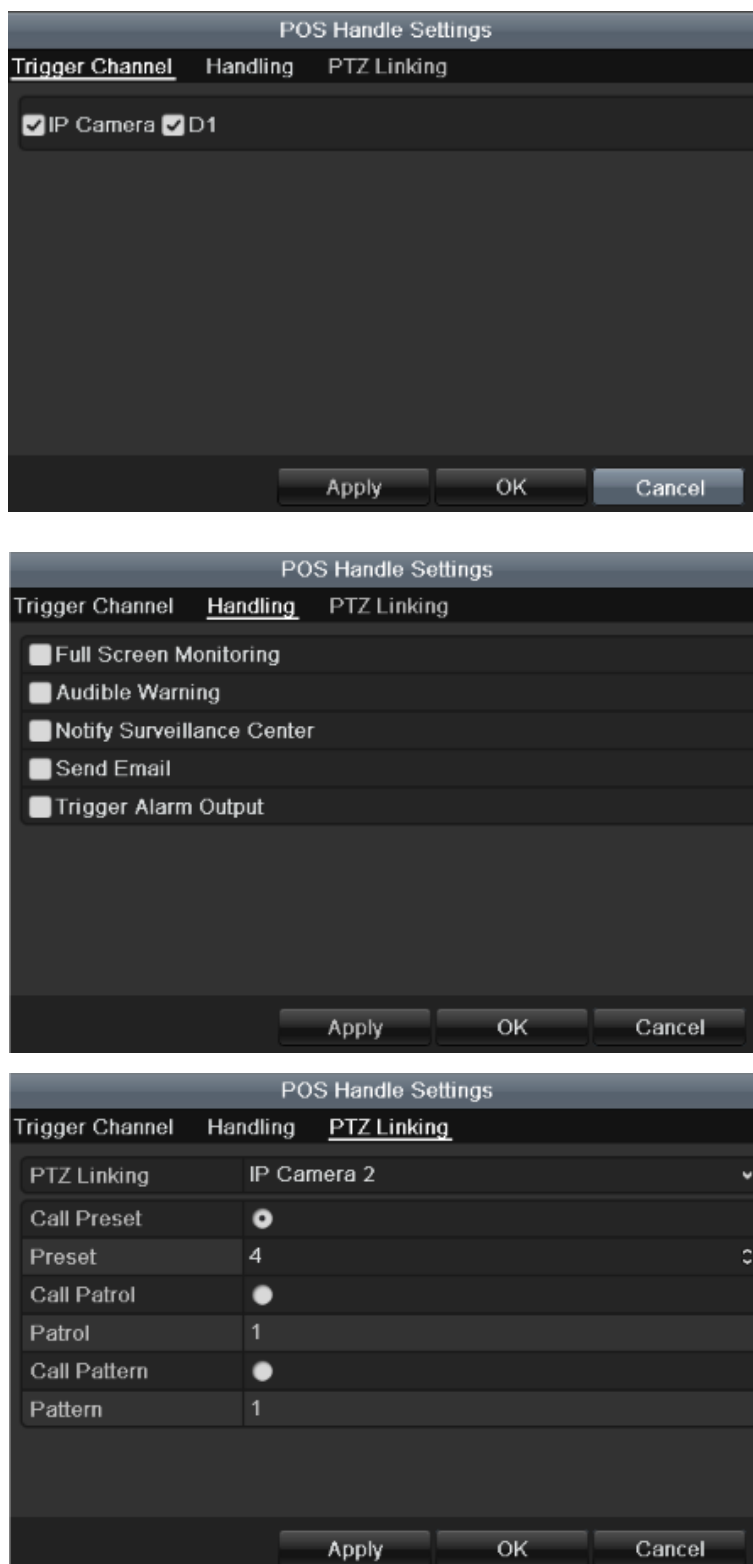 POS Handle Settings
Trigger Channel Handling PTZ Linking
IP Camera D1
Apply OK Cancel
POS Handle Settings
Trigger Channel Handling PTZ Linking
Full Screen Monitoring
Audible Warning
Notify Surveillance Center
Send Email
Trigger Alarm Output
Apply OK Cancel
POS Handle Settings
Trigger Channel Handling PTZ Linking
PTZ Linking IP Camera 2
Call Preset
Preset 4
Call Patrol
Patrol 1
Call Pattern
Pattern 1
Apply OK Cancel